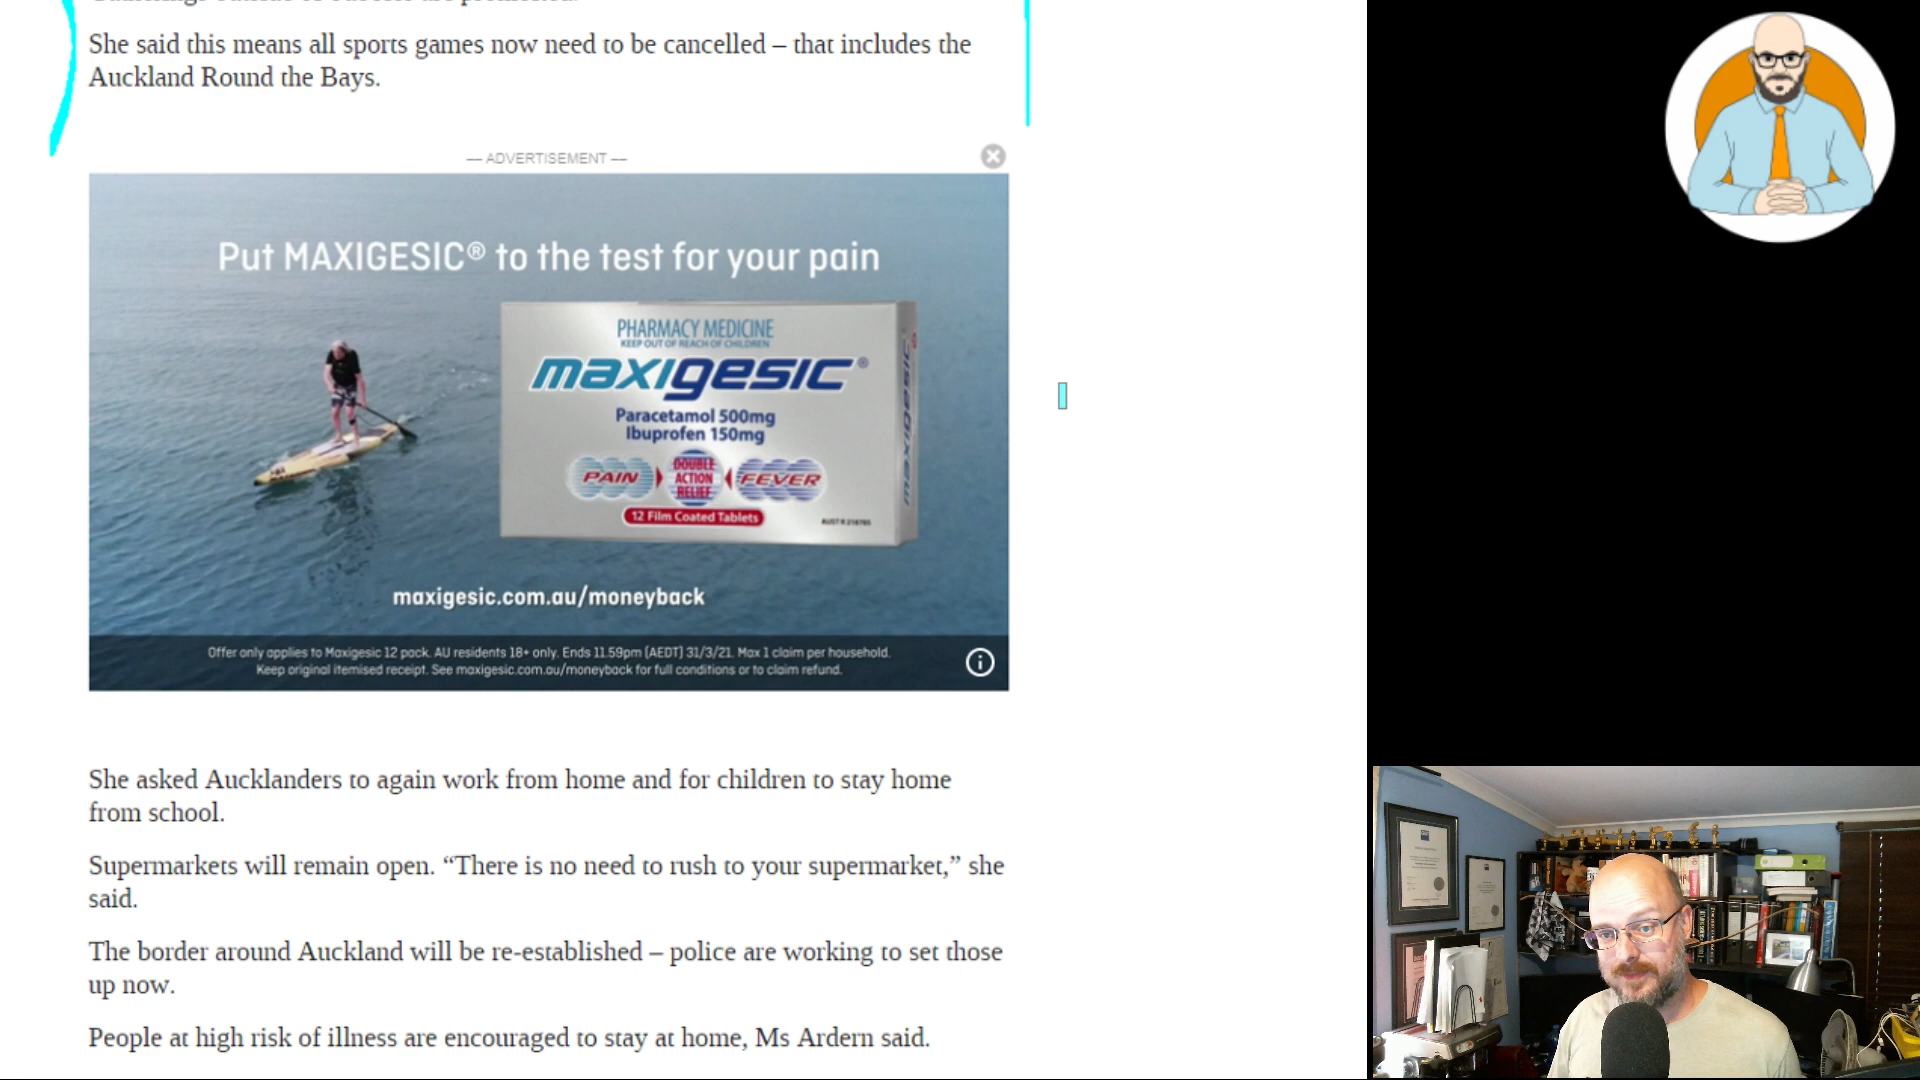 She said this means all sports games now need to be cancelled – that includes the
Auckland Round the Bays.
— ADVERTISEMENT —
Put MAXIGESIC® to the test for your pain
PHARMACY MEDICINE
KEEP OUT OF REACH OF CHILDREN
maxigesic®
maxigesic
Paracetamol 500mg
Ibuprofen 150mg
PAIN DOUBLE ACTION RELIEF FEVER
12 Film Coated Tablets
maxigesic.com.au/moneyback
Offer only applies to Maxigesic 12 pack. AU residents 18+ only. Ends 11.59pm (AEDT) 31/3/21. Max 1 claim per household.
Keep original itemised receipt. See maxigesic.com.au/moneyback for full conditions or to claim refund.
She asked Aucklanders to again work from home and for children to stay home
from school.
Supermarkets will remain open. “There is no need to rush to your supermarket,” she
said.
The border around Auckland will be re-established – police are working to set those
up now.
People at high risk of illness are encouraged to stay at home, Ms Ardern said.